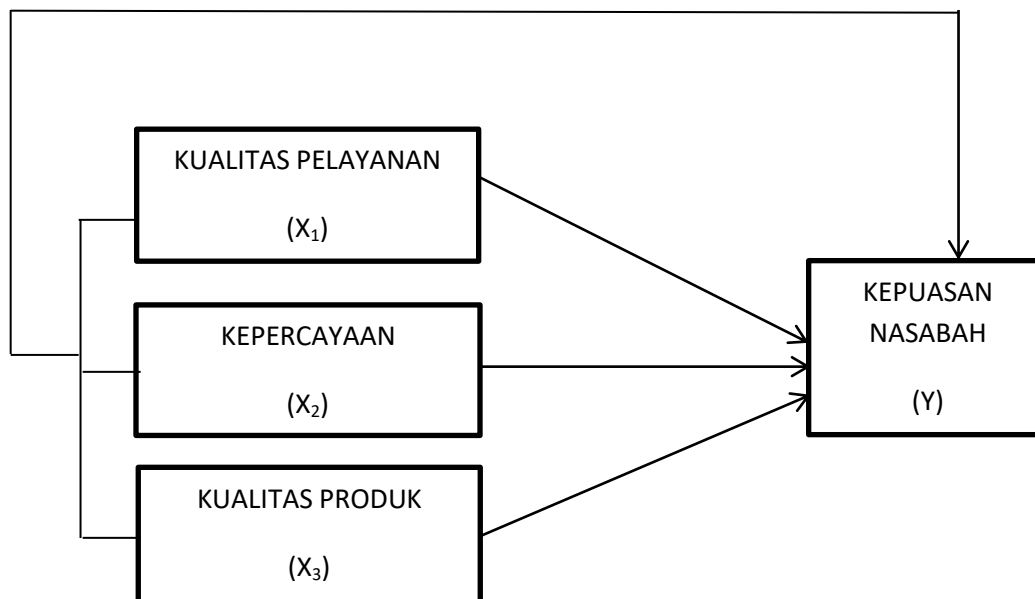 KUALITAS PELAYANAN
(X₁)
KEPERCAYAAN
(X₂)
KUALITAS PRODUK
(X₃)
KEPUASAN
NASABAH
(Y)